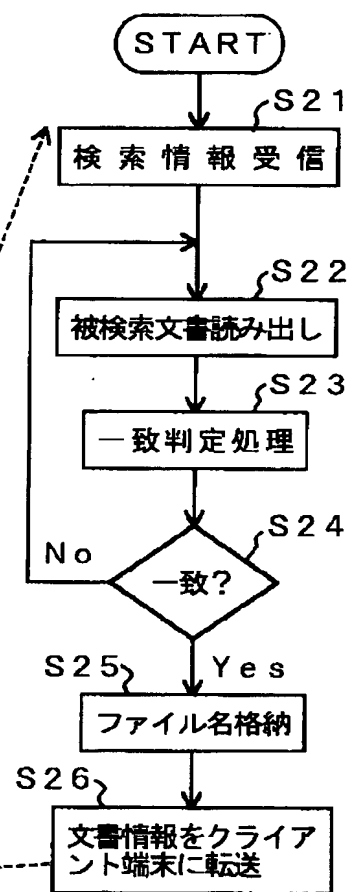 START
S21
検索情報受信
S22
被検索文書読み出し
S23
一致判定処理
S24
一致?
No
Yes
S25
ファイル名格納
S26
文書情報をクライア
ント端末に転送